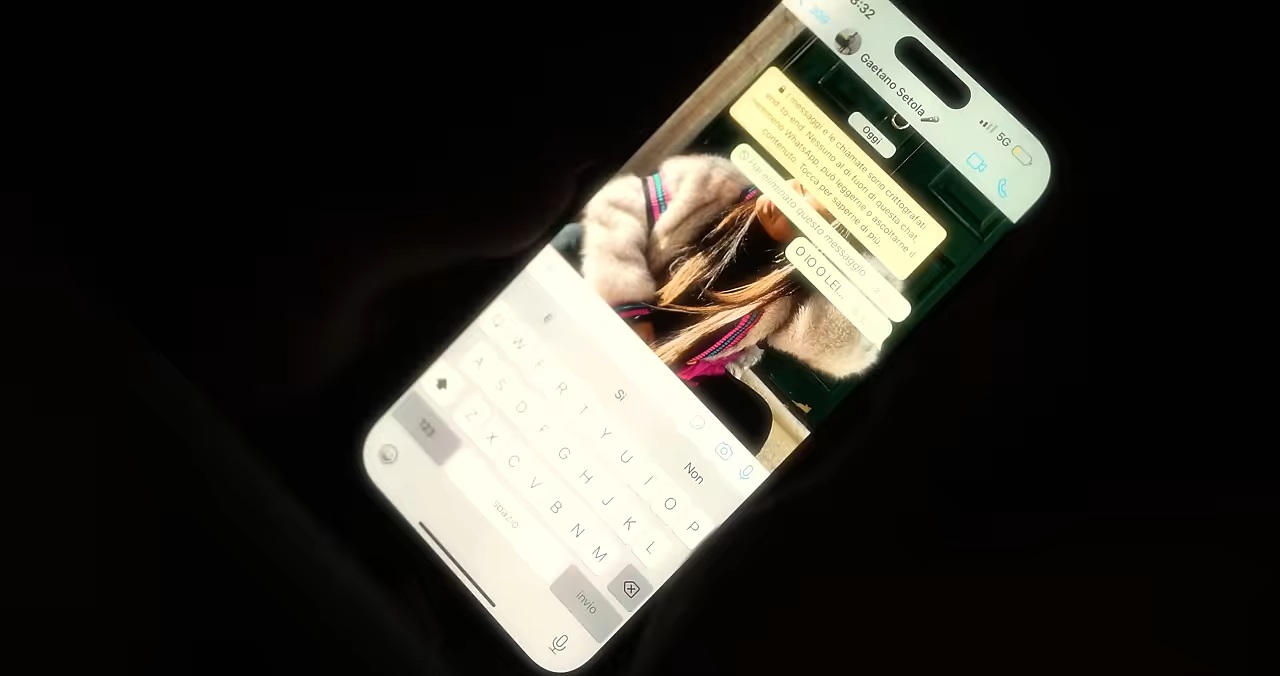 Gaetano Setola🎤
5G
Oggi
I messaggi e le chiamate sono crittografati
end-to-end. Nessuno al di fuori di questa chat,
nemmeno WhatsApp, può leggerne o ascoltarne il
contenuto. Tocca per saperne di più.
Hai eliminato questo messaggio
O IO O LEI...
Sì
Non
W
R T Y U I O P
A S D F G H J K L
Z X C V B N M
123
spazio
invio